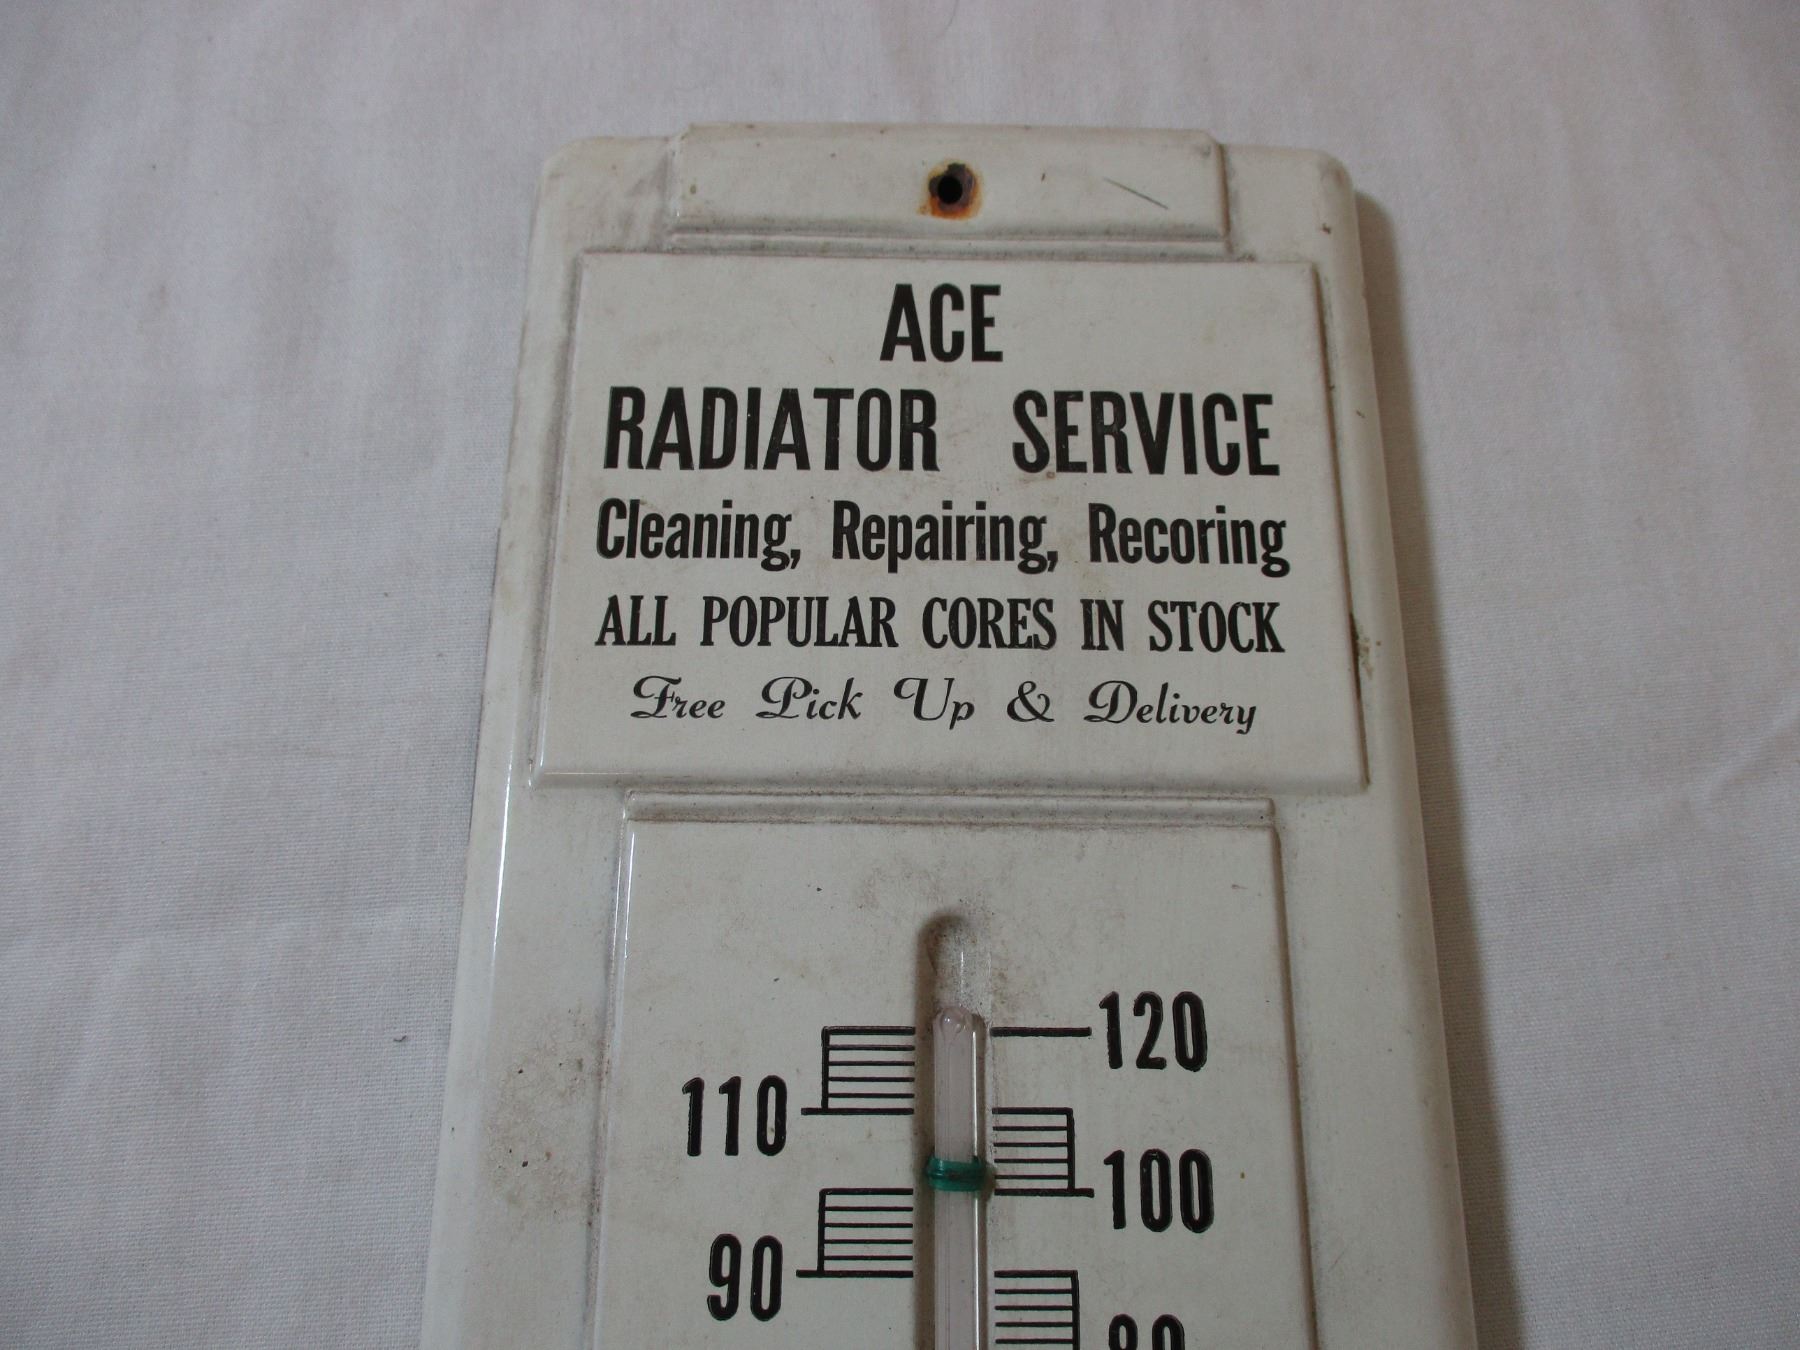 ACE
RADIATOR SERVICE
Cleaning, Repairing, Recoring
ALL POPULAR CORES IN STOCK
Free Pick Up & Delivery
120
110
100
90
80